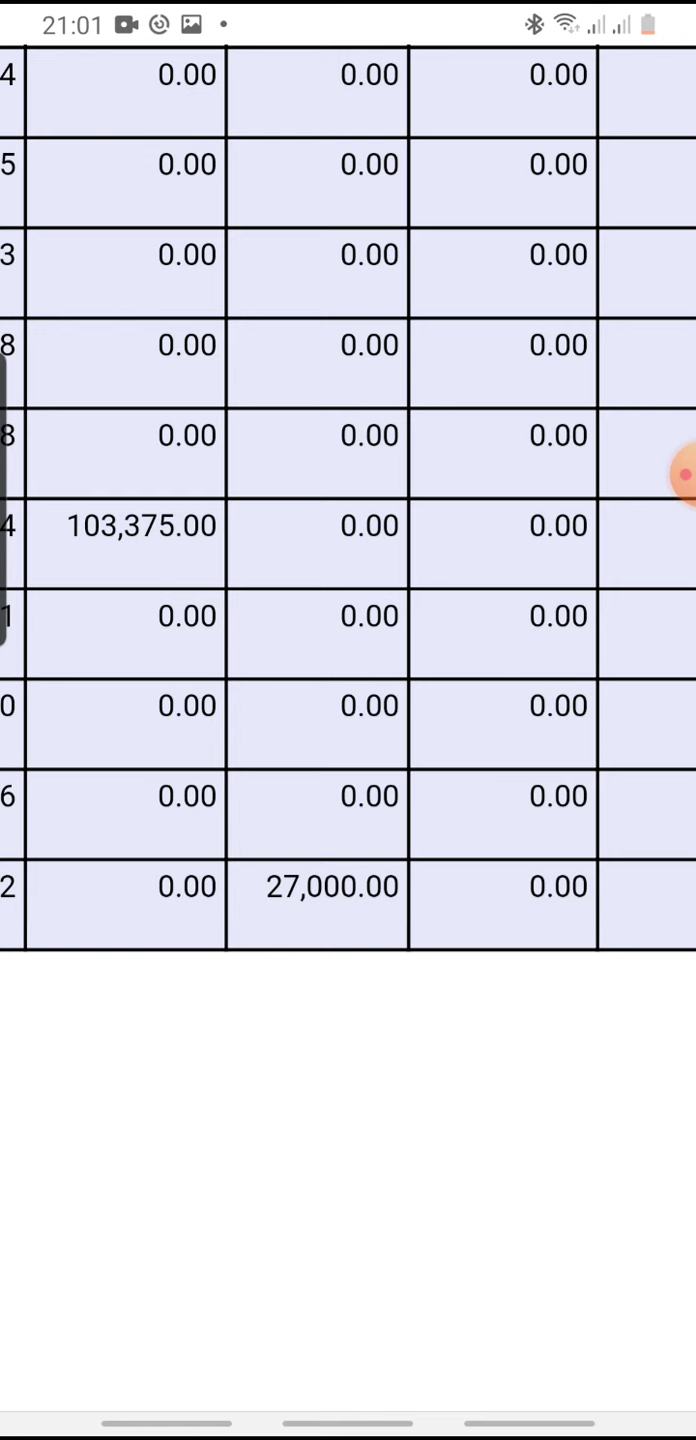 21:01
4 0.00 0.00 0.00
5 0.00 0.00 0.00
3 0.00 0.00 0.00
8 0.00 0.00 0.00
8 0.00 0.00 0.00
4 103,375.00 0.00 0.00
1 0.00 0.00 0.00
0 0.00 0.00 0.00
6 0.00 0.00 0.00
2 0.00 27,000.00 0.00